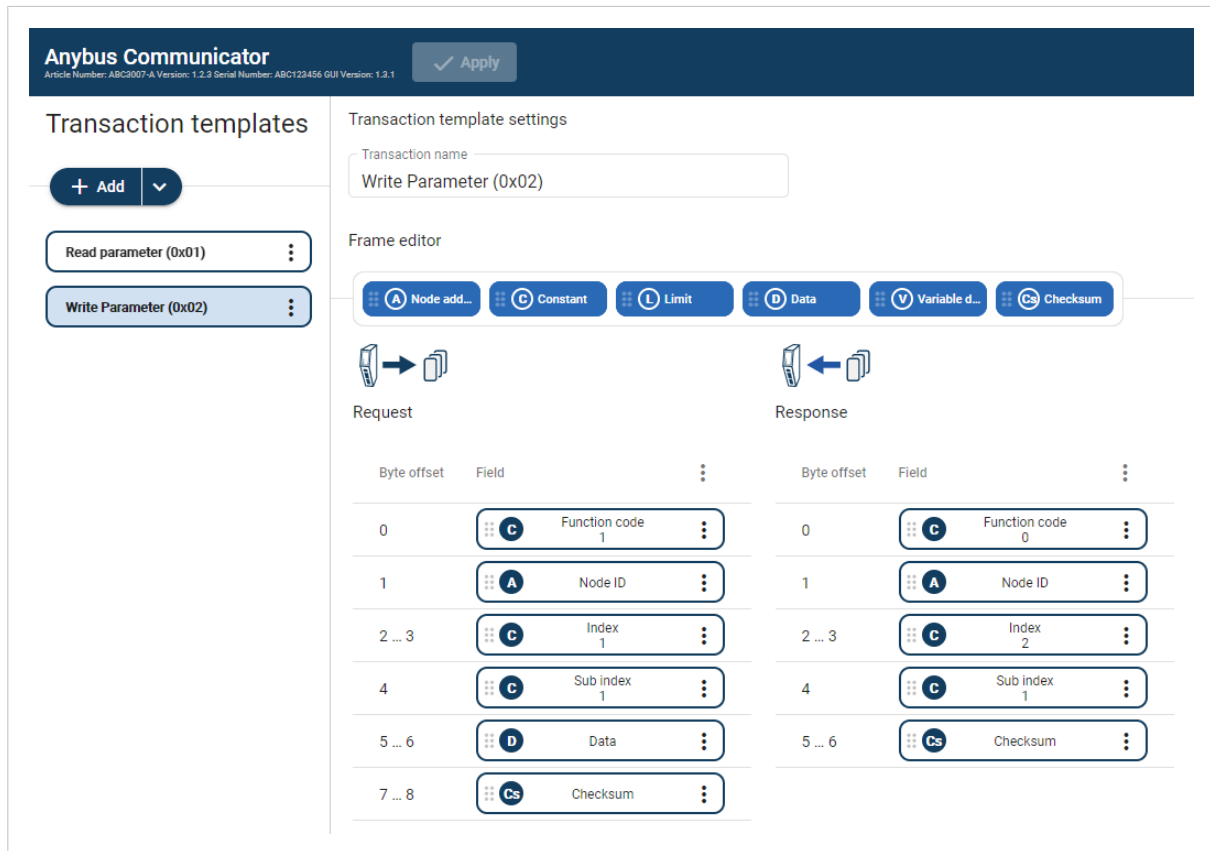 Anybus Communicator
Article Number: ABC3007-A Version: 1.2.3 Serial Number: ABC123456 GUI Version: 1.3.1
Apply
Transaction templates
Add
Read parameter (0x01)
Write Parameter (0x02)
Transaction template settings
Transaction name
Write Parameter (0x02)
Frame editor
A Node add... C Constant L Limit D Data V Variable d... Cs Checksum
Request
Byte offset Field
0 C Function code
1
1 A Node ID
2 ... 3 C Index
1
4 C Sub index
1
5 ... 6 D Data
7 ... 8 Cs Checksum
Response
Byte offset Field
0 C Function code
0
1 A Node ID
2 ... 3 C Index
2
4 C Sub index
1
5 ... 6 Cs Checksum